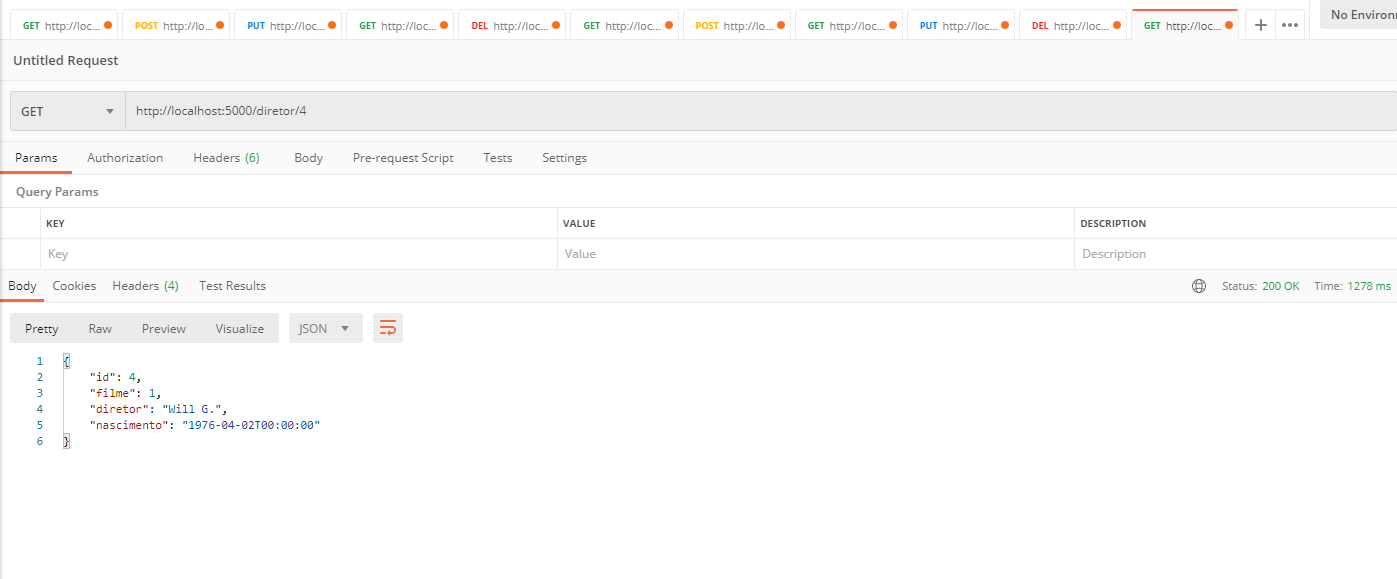 GET http://loc... POST http://lo... PUT http://loc... GET http://loc... DEL http://loc... GET http://loc... POST http://lo... GET http://loc... PUT http://loc... DEL http://loc... GET http://loc... + ••• No Environ
Untitled Request
GET http://localhost:5000/diretor/4
Params Authorization Headers (6) Body Pre-request Script Tests Settings
Query Params
KEY VALUE DESCRIPTION
Key Value Description
Body Cookies Headers (4) Test Results Status: 200 OK Time: 1278 ms
Pretty Raw Preview Visualize JSON
1 {
2 "id": 4,
3 "filme": 1,
4 "diretor": "Will G.",
5 "nascimento": "1976-04-02T00:00:00"
6 }